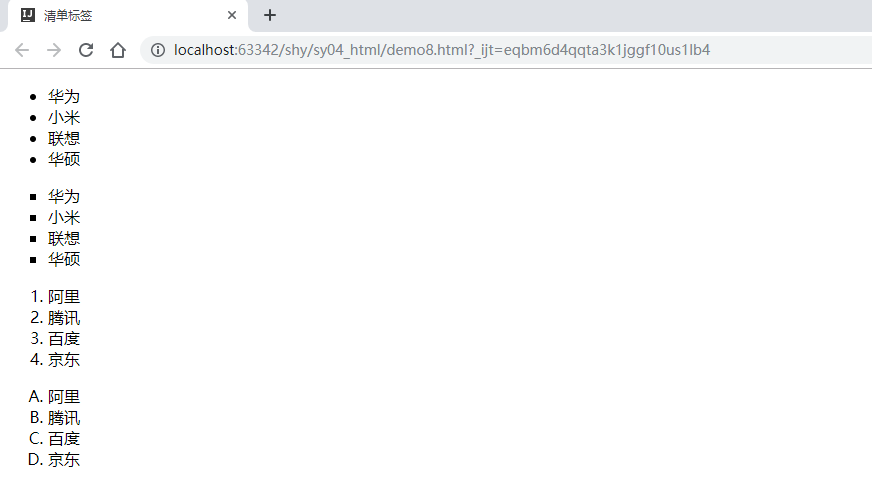 清单标签
localhost:63342/shy/sy04_html/demo8.html?_ijt=eqbm6d4qqta3k1jggf10us1lb4
华为
小米
联想
华硕
华为
小米
联想
华硕
1. 阿里
2. 腾讯
3. 百度
4. 京东
A. 阿里
B. 腾讯
C. 百度
D. 京东